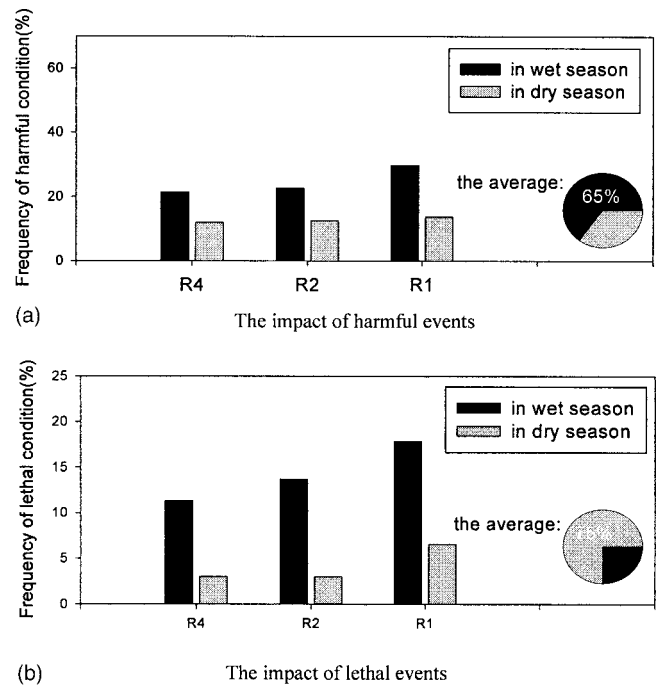 Frequency of harmful condition(%)
60
40
20
0
in wet season
in dry season
the average:
65%
R4
R2
R1
(a)
The impact of harmful events
Frequency of lethal condition(%)
25
20
15
10
5
0
in wet season
in dry season
the average:
R4
R2
R1
(b)
The impact of lethal events